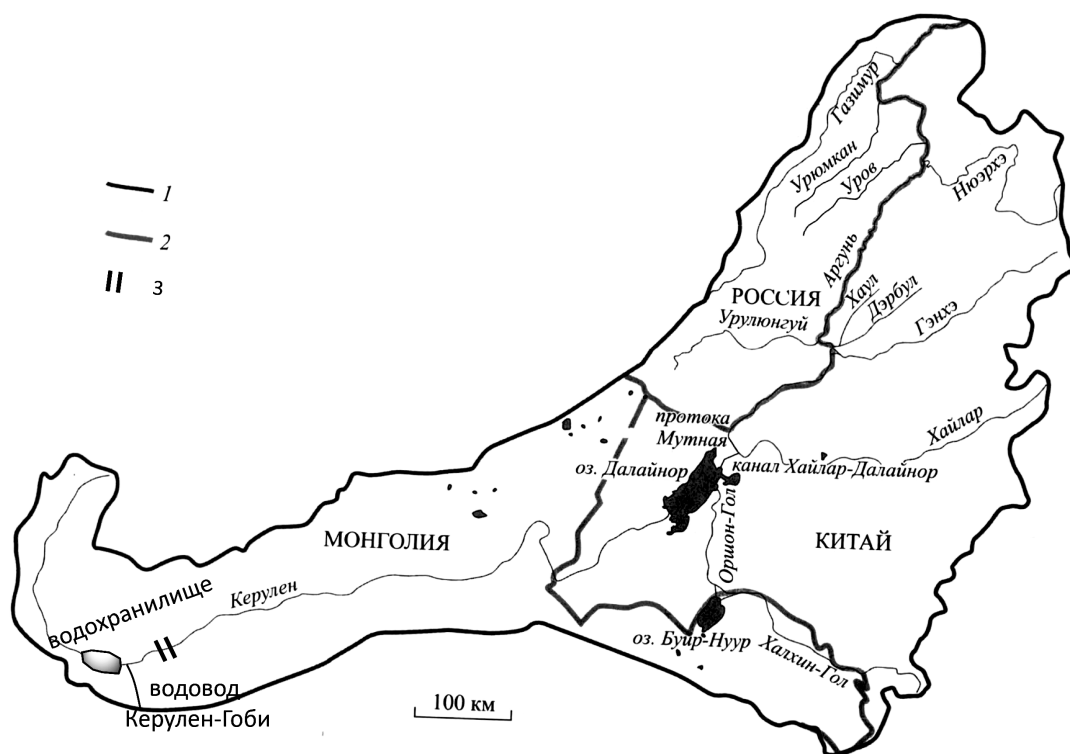 Газимур
Урюмкан
Уров
Нюэрхэ
1
2
3
Аргунь
РОССИЯ
Хаул
Дэрбул
Гэнхэ
Урулюнгуй
протока
Мутная
Хайлар
оз. Далайнор
канал Хайлар-Далайнор
Оршон-Гол
МОНГОЛИЯ
КИТАЙ
Керулен
водохранилище
оз. Буир-Нуур
Халхин-Гол
водовод
Керулен-Гоби
100 км